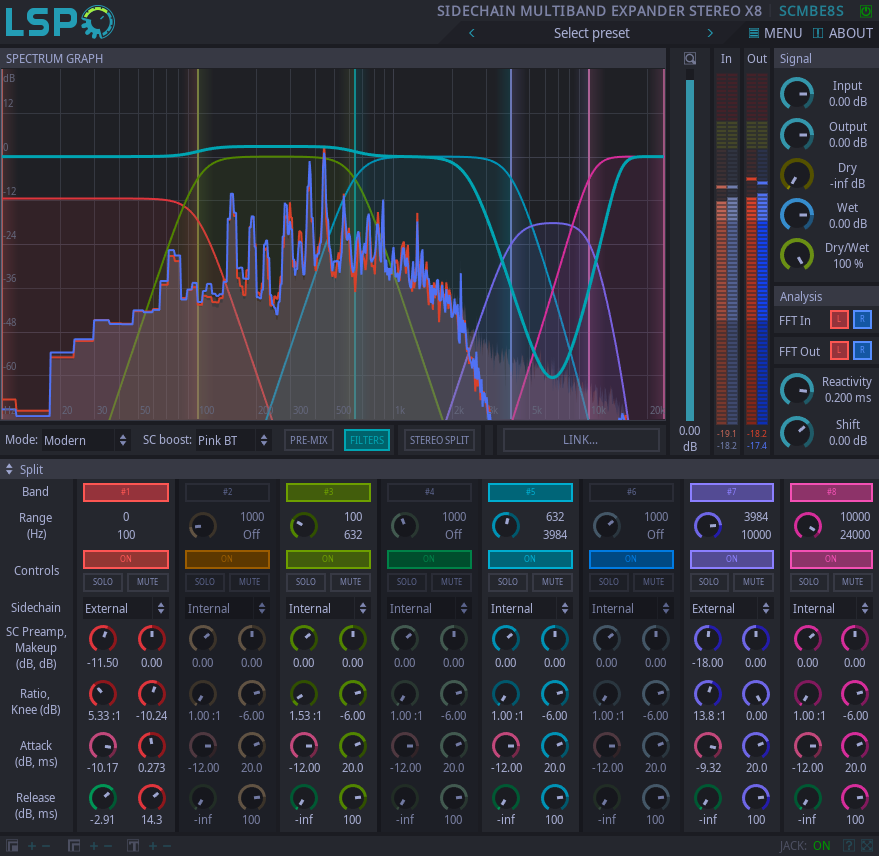 LSP
SIDECHAIN MULTIBAND EXPANDER STEREO X8 SCMBE8S
Select preset
MENU ABOUT
SPECTRUM GRAPH
In Out
Signal
dB
12
0
-12
-24
-36
-48
-60
Hz 20 30 50 100 200 300 500 1k 2k 3k 5k 10k 20k
0.00
dB
-19.1 -18.2
-18.2 -17.4
Input
0.00 dB
Output
0.00 dB
Dry
-inf dB
Wet
0.00 dB
Dry/Wet
100 %
Analysis
FFT In L R
FFT Out L R
Reactivity
0.200 ms
Shift
0.00 dB
Mode: Modern SC boost: Pink BT PRE-MIX FILTERS STEREO SPLIT LINK...
Split
Band #1 #2 #3 #4 #5 #6 #7 #8
Range 0 1000 100 1000 632 1000 3984 10000
(Hz) 100 Off 632 Off 3984 Off 10000 24000
Controls ON ON ON ON ON ON ON ON
SOLO MUTE SOLO MUTE SOLO MUTE SOLO MUTE SOLO MUTE SOLO MUTE SOLO MUTE SOLO MUTE
Sidechain External Internal Internal Internal Internal Internal External Internal
SC Preamp,
Makeup
(dB, dB) -11.50 0.00 0.00 0.00 0.00 0.00 0.00 0.00 0.00 0.00 0.00 0.00 -18.00 0.00 0.00 0.00
Ratio,
Knee (dB) 5.33 :1 -10.24 1.00 :1 -6.00 1.53 :1 -6.00 1.00 :1 -6.00 1.00 :1 -6.00 1.00 :1 -6.00 13.8 :1 0.00 1.00 :1 -6.00
Attack
(dB, ms) -10.17 0.273 -12.00 20.0 -12.00 20.0 -12.00 20.0 -12.00 20.0 -12.00 20.0 -9.32 20.0 -12.00 20.0
Release
(dB, ms) -2.91 14.3 -inf 100 -inf 100 -inf 100 -inf 100 -inf 100 -inf 100 -inf 100
JACK: ON